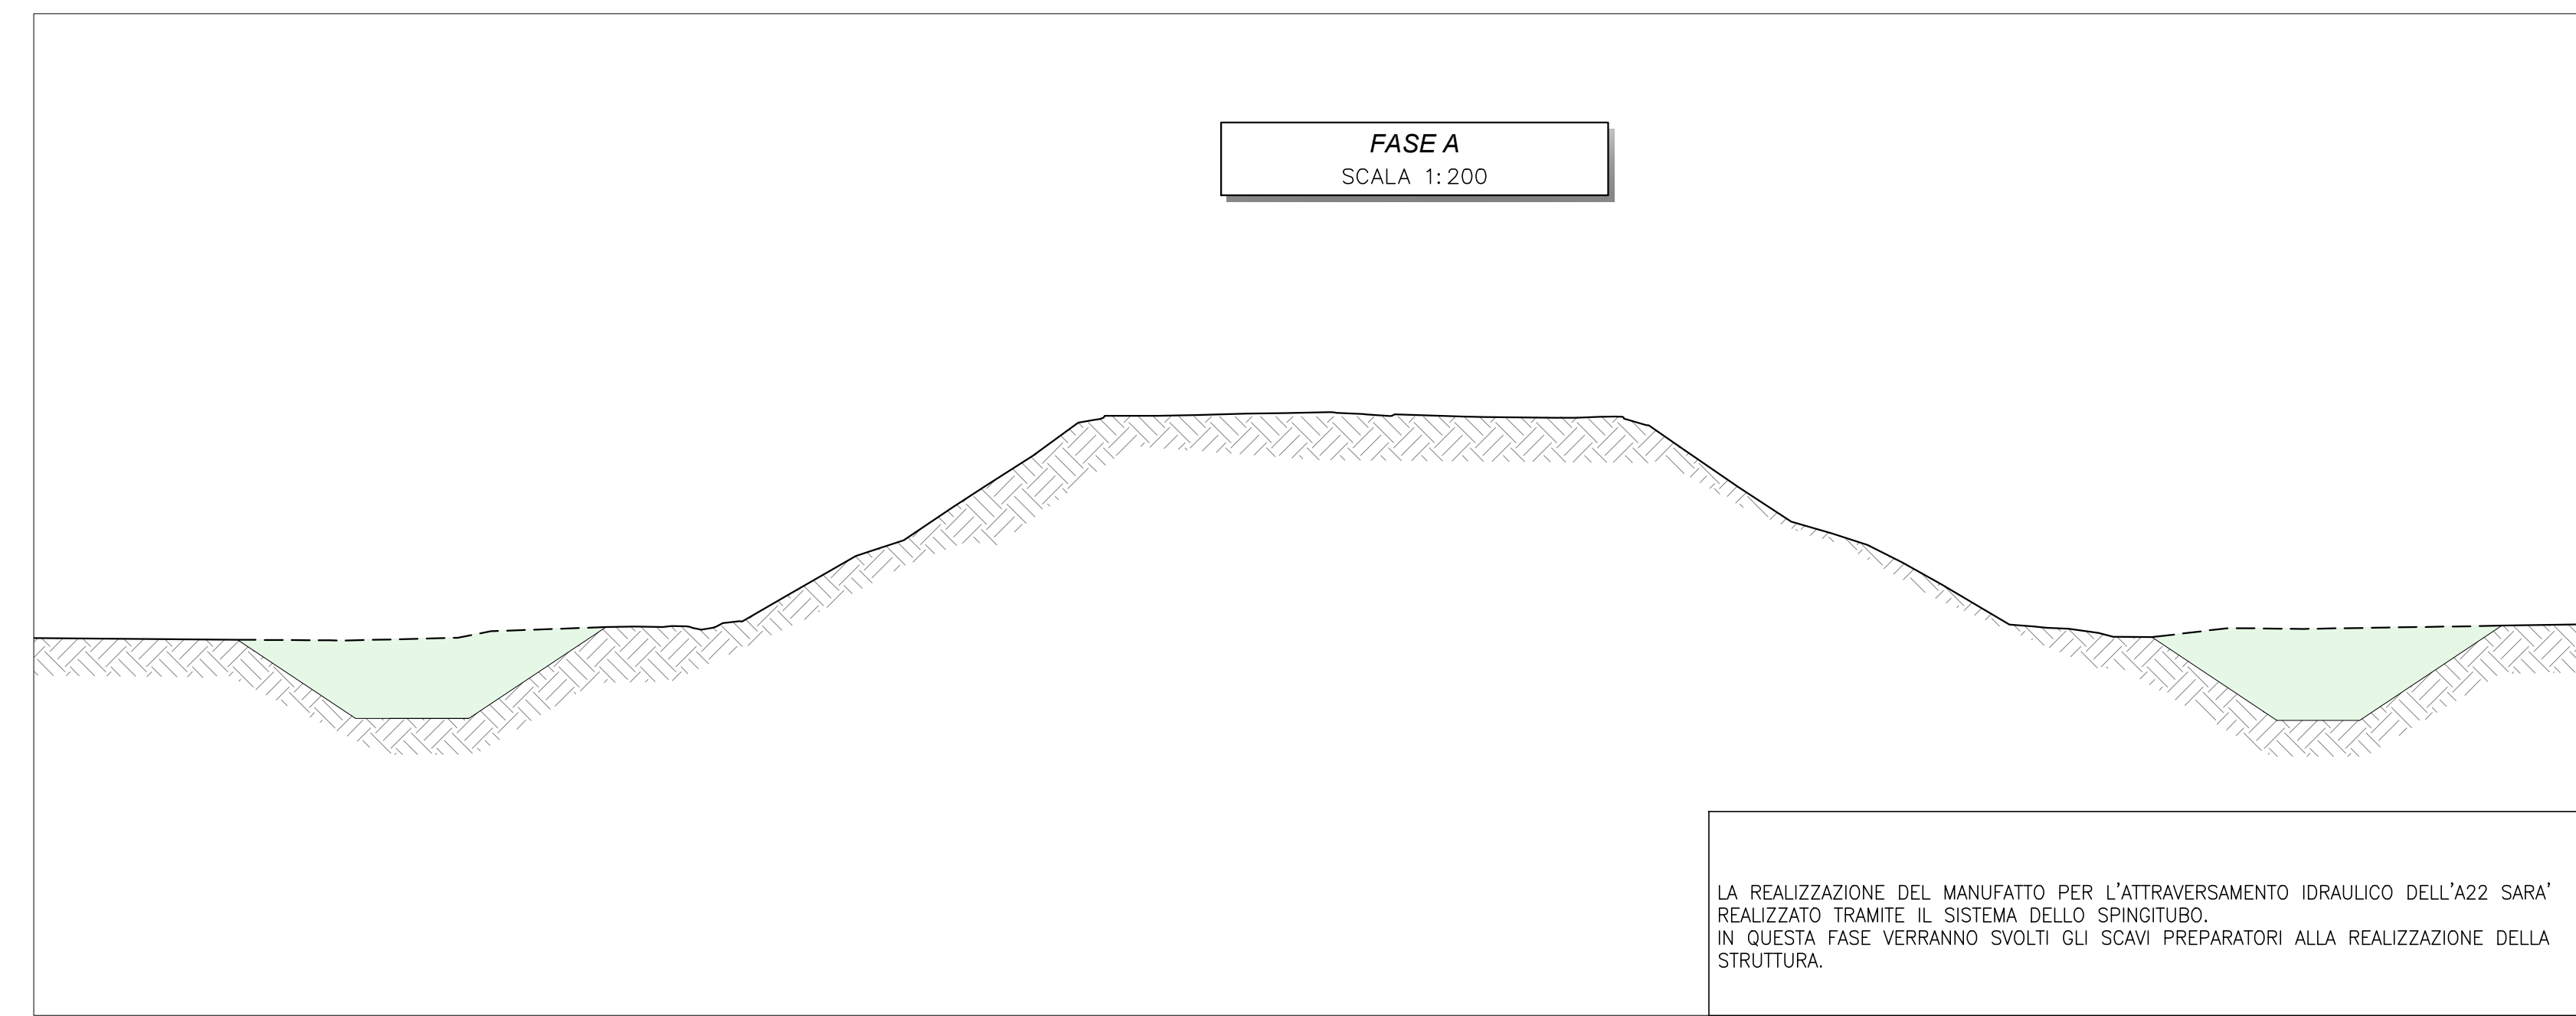 FASE A
SCALA 1:200
LA REALIZZAZIONE DEL MANUFATTO PER L'ATTRAVERSAMENTO IDRAULICO DELL'A22 SARA'
REALIZZATO TRAMITE IL SISTEMA DELLO SPINGITUBO.
IN QUESTA FASE VERRANNO SVOLTI GLI SCAVI PREPARATORI ALLA REALIZZAZIONE DELLA
STRUTTURA.